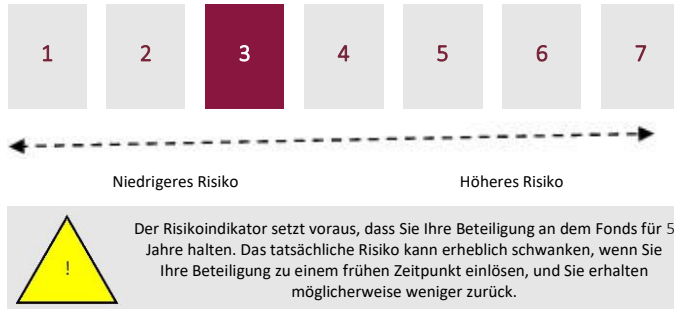 1 2 3 4 5 6 7
Niedrigeres Risiko Höheres Risiko
Der Risikoindikator setzt voraus, dass Sie Ihre Beteiligung an dem Fonds für 5
Jahre halten. Das tatsächliche Risiko kann erheblich schwanken, wenn Sie
! Ihre Beteiligung zu einem frühen Zeitpunkt einlösen, und Sie erhalten
möglicherweise weniger zurück.